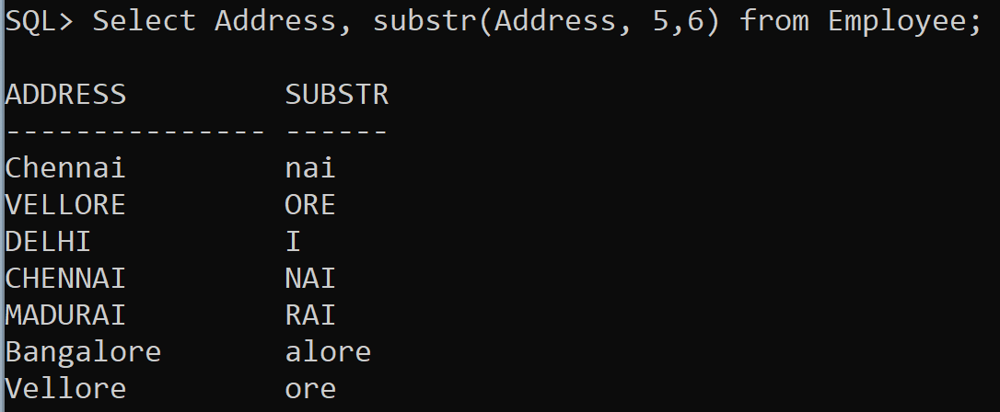 SQL> Select Address, substr(Address, 5,6) from Employee;
ADDRESS SUBSTR
--------------- ------
Chennai nai
VELLORE ORE
DELHI I
CHENNAI NAI
MADURAI RAI
Bangalore alore
Vellore ore